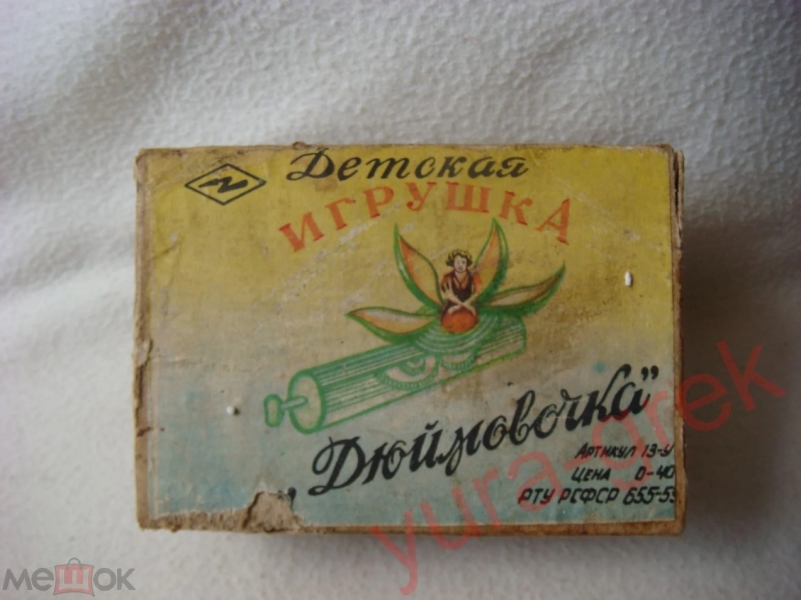 Детская
ИГРУШКА
„Дюймовочка”
АРТИКУЛ 13-У
ЦЕНА 0-40
РТУ РСФСР 655-59
yura-grek
мешок